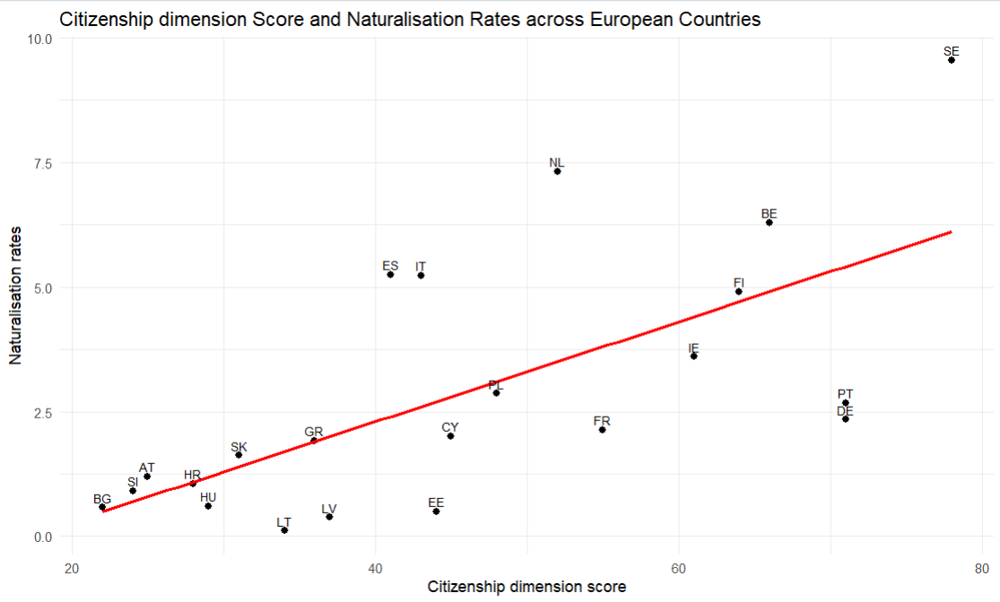 Citizenship dimension Score and Naturalisation Rates across European Countries
10.0
SE
7.5
NL
BE
ES
IT
5.0
FI
IE
PL
PT
2.5
DE
FR
CY
GR
SK
AT
HR
SI
BG
HU
EE
LV
LT
0.0
Naturalisation rates
20
40
60
80
Citizenship dimension score